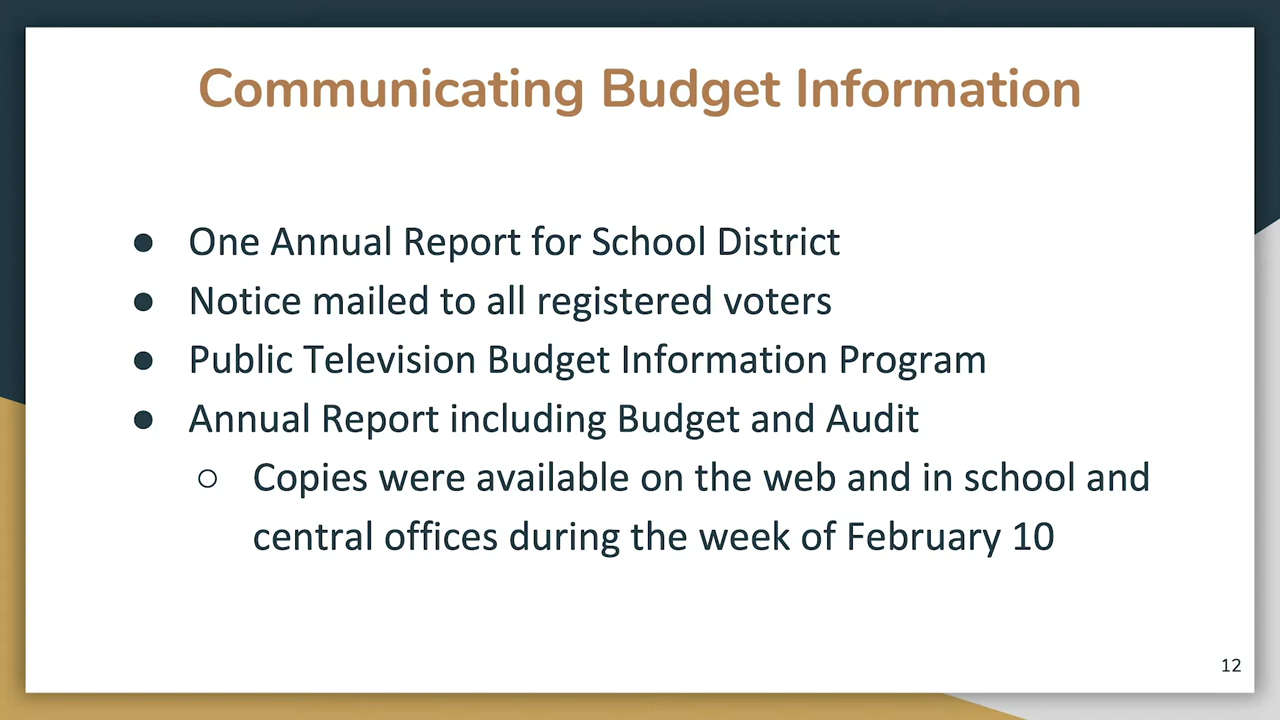 Communicating Budget Information
● One Annual Report for School District
● Notice mailed to all registered voters
● Public Television Budget Information Program
● Annual Report including Budget and Audit
○ Copies were available on the web and in school and
central offices during the week of February 10
12